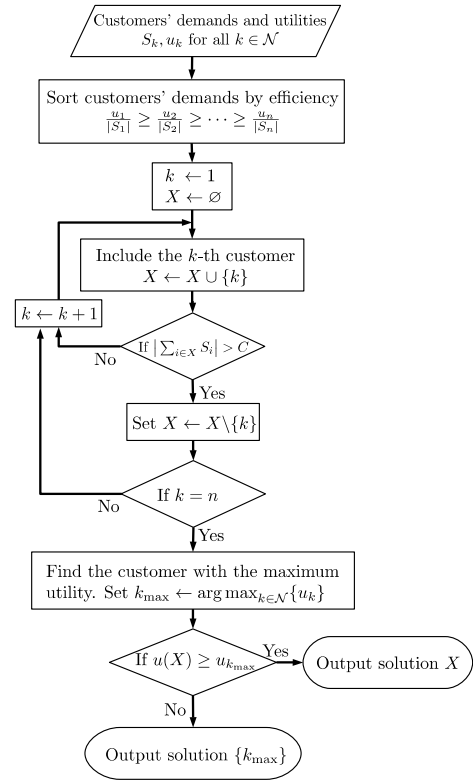 Customers' demands and utilities
S_k, u_k for all k ∈ 𝒩
Sort customers' demands by efficiency
u_1/|S_1| ≥ u_2/|S_2| ≥ ⋯ ≥ u_n/|S_n|
k ← 1
X ← ∅
Include the k-th customer
X ← X ∪ {k}
k ← k + 1
If |∑_{i∈X} S_i| > C
No
Yes
Set X ← X\{k}
If k = n
No
Yes
Find the customer with the maximum
utility. Set k_max ← arg max_{k∈𝒩}{u_k}
If u(X) ≥ u_{k_max}
Yes
Output solution X
No
Output solution {k_max}